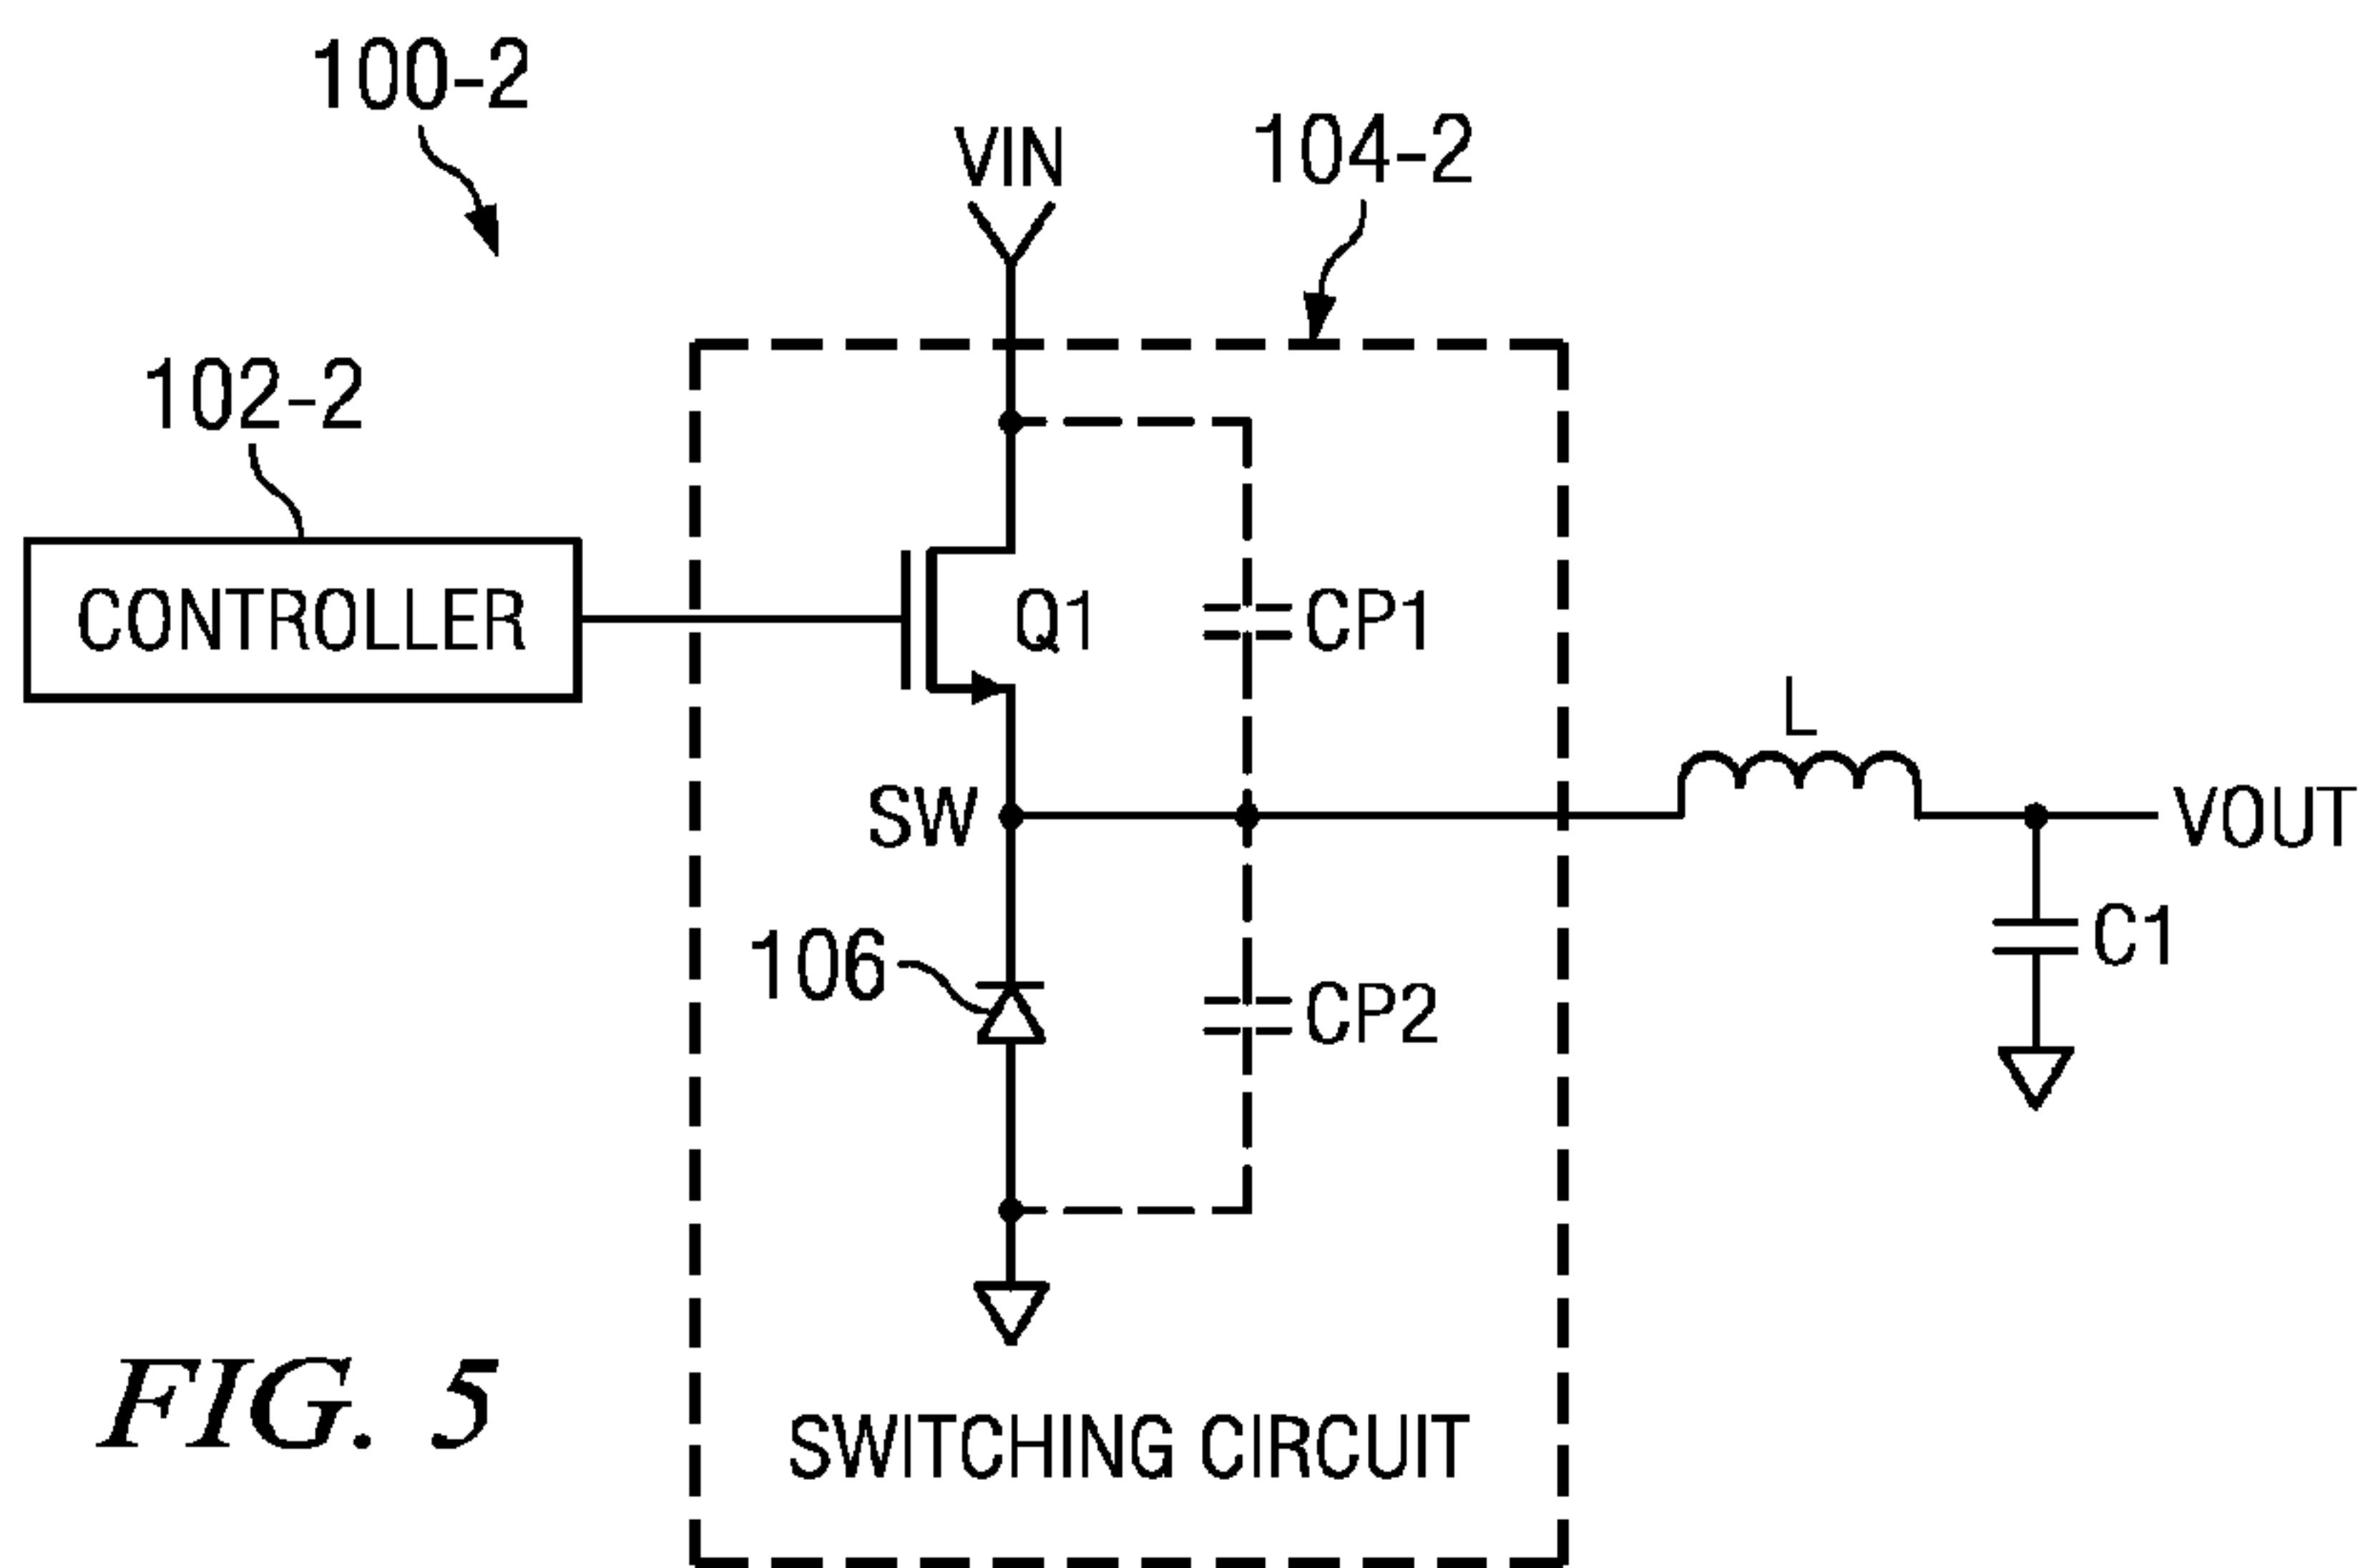 100-2
VIN
104-2
102-2
CONTROLLER
Q1
CP1
L
SW
VOUT
106
C1
CP2
FIG. 5
SWITCHING CIRCUIT